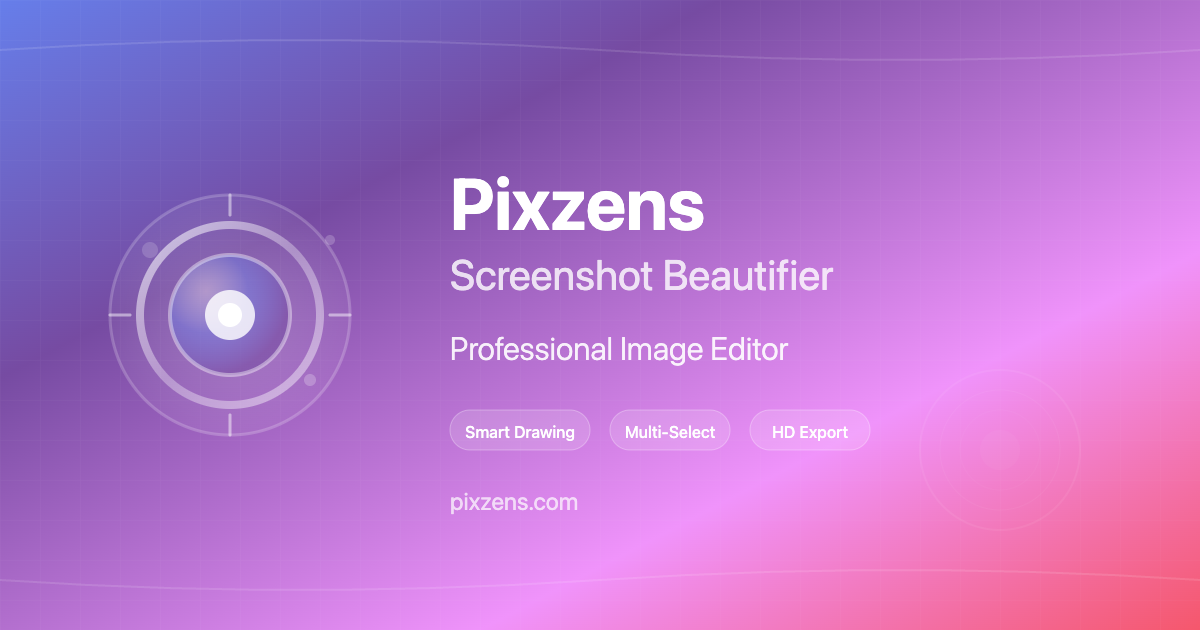 Pixzens
Screenshot Beautifier
Professional Image Editor
Smart Drawing
Multi-Select
HD Export
pixzens.com